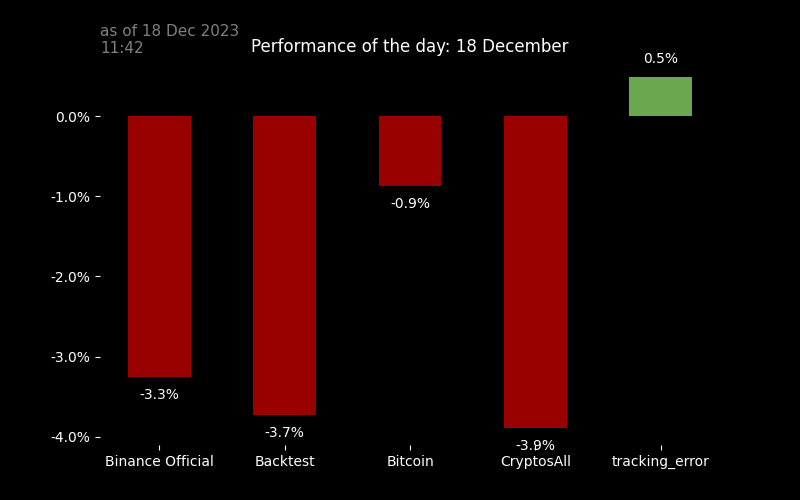 as of 18 Dec 2023
11:42
Performance of the day: 18 December
0.5%
0.0%
-1.0%
-0.9%
-2.0%
-3.0%
-3.3%
-3.7%
-4.0%
-3.9%
Binance Official
Backtest
Bitcoin
CryptosAll
tracking_error